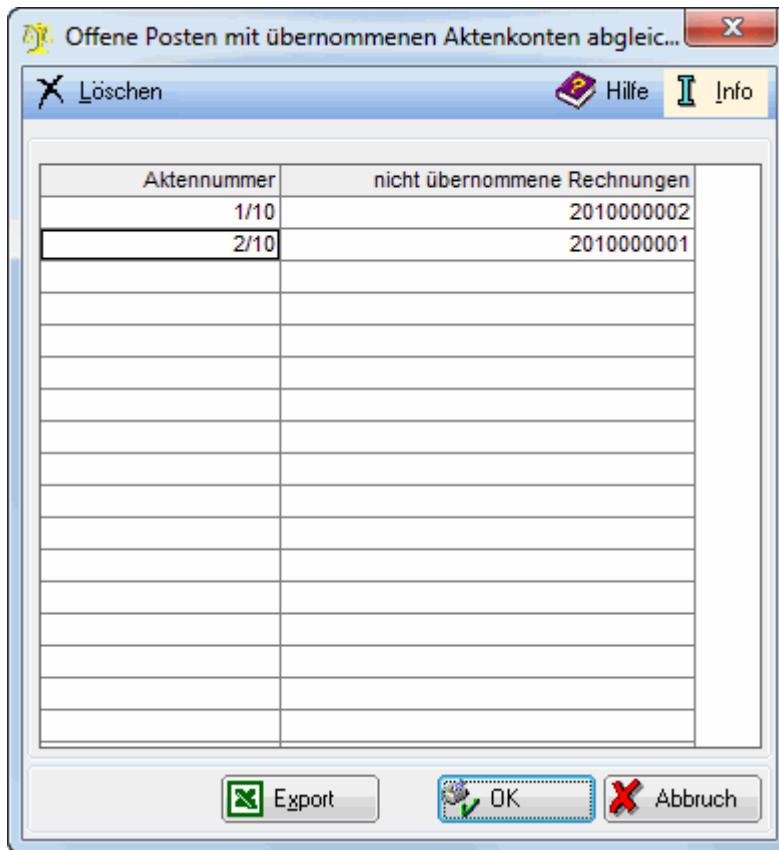 Offene Posten mit übernommenen Aktenkonten abgleic...
Löschen Hilfe Info
Aktennummer nicht übernommene Rechnungen
1/10 2010000002
2/10 2010000001
Export OK Abbruch